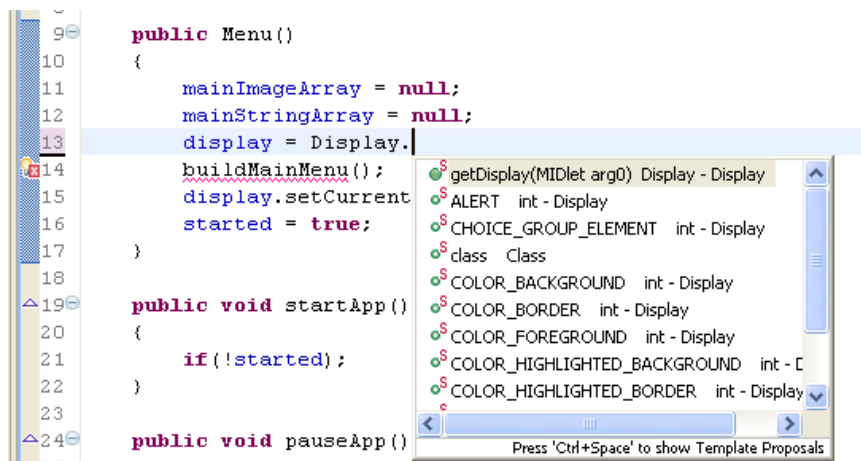 9 public Menu()
10 {
11 mainImageArray = null;
12 mainStringArray = null;
13 display = Display.
14 buildMainMenu();
15 display.setCurrent
16 started = true;
17 }
18
19 public void startApp()
20 {
21 if(!started);
22 }
23
24 public void pauseApp()
getDisplay(MIDlet arg0) Display - Display
ALERT int - Display
CHOICE_GROUP_ELEMENT int - Display
class Class
COLOR_BACKGROUND int - Display
COLOR_BORDER int - Display
COLOR_FOREGROUND int - Display
COLOR_HIGHLIGHTED_BACKGROUND int - D
COLOR_HIGHLIGHTED_BORDER int - Display
Press 'Ctrl+Space' to show Template Proposals